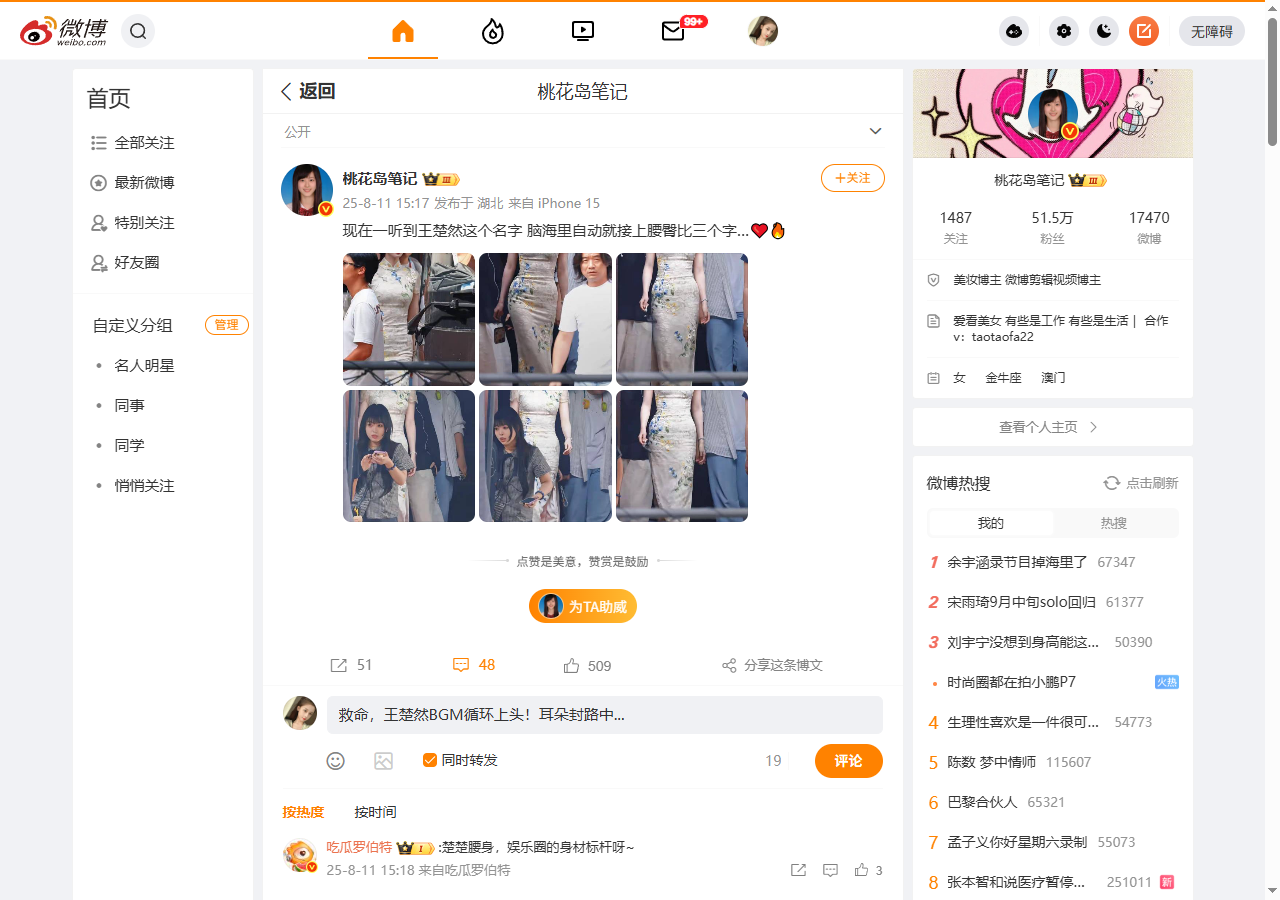 微博
weibo.com
99+
无障碍
首页
全部关注
最新微博
特别关注
好友圈
自定义分组
管理
名人明星
同事
同学
悄悄关注
返回
桃花岛笔记
公开
桃花岛笔记 III
+关注
25-8-11 15:17 发布于 湖北 来自 iPhone 15
现在一听到王楚然这个名字 脑海里自动就接上腰臀比三个字...❤️🔥
点赞是美意，赞赏是鼓励
为TA助威
51
48
509
分享这条博文
救命，王楚然BGM循环上头！耳朵封路中...
同时转发
19
评论
按热度
按时间
吃瓜罗伯特 I :楚楚腰身，娱乐圈的身材标杆呀~
25-8-11 15:18 来自吃瓜罗伯特
3
桃花岛笔记 III
1487
51.5万
17470
关注
粉丝
微博
美妆博主 微博剪辑视频博主
爱看美女 有些是工作 有些是生活 | 合作
v：taotaofa22
女 金牛座 澳门
查看个人主页
微博热搜
点击刷新
我的
热搜
1 余宇涵录节目掉海里了 67347
2 宋雨琦9月中旬solo回归 61377
3 刘宇宁没想到身高能这... 50390
时尚圈都在拍小鹏P7 火热
4 生理性喜欢是一件很可... 54773
5 陈数 梦中情师 115607
6 巴黎合伙人 65321
7 孟子义你好星期六录制 55073
8 张本智和说医疗暂停... 251011 新